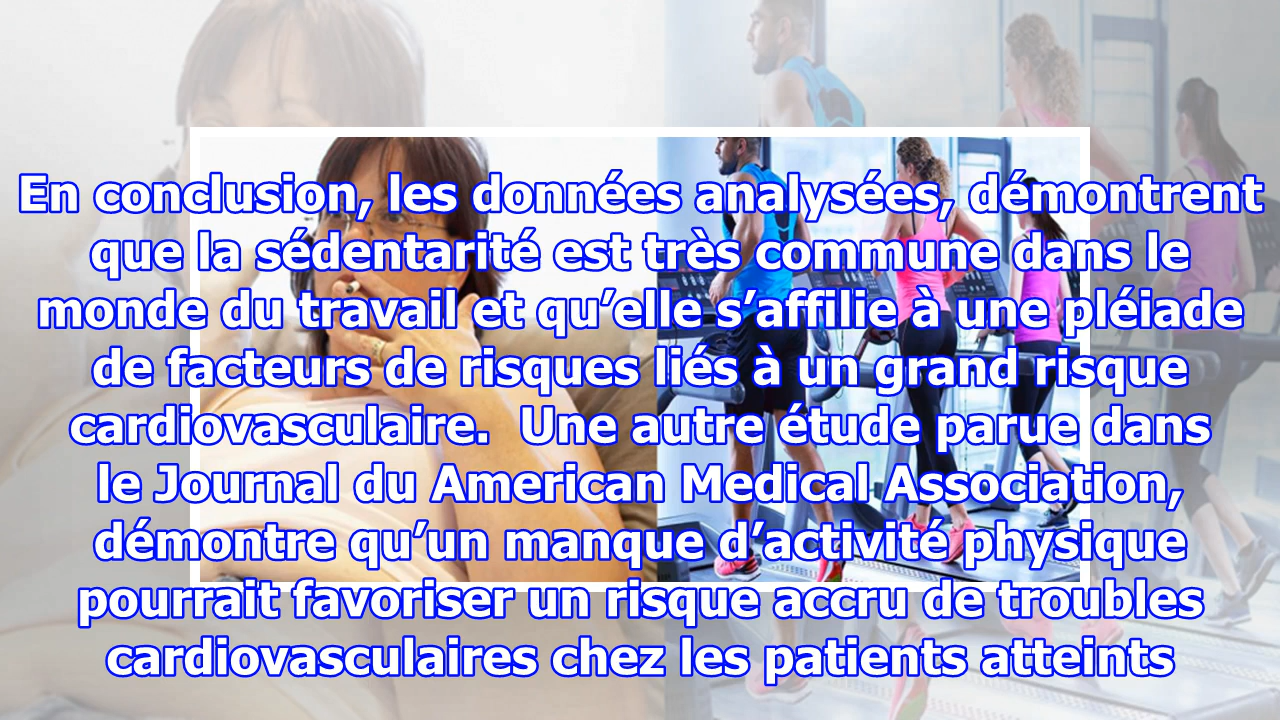 En conclusion, les données analysées, démontrent
que la sédentarité est très commune dans le
monde du travail et qu’elle s’affilie à une pléiade
de facteurs de risques liés à un grand risque
cardiovasculaire.  Une autre étude parue dans
le Journal du American Medical Association,
démontre qu’un manque d’activité physique
pourrait favoriser un risque accru de troubles
cardiovasculaires chez les patients atteints